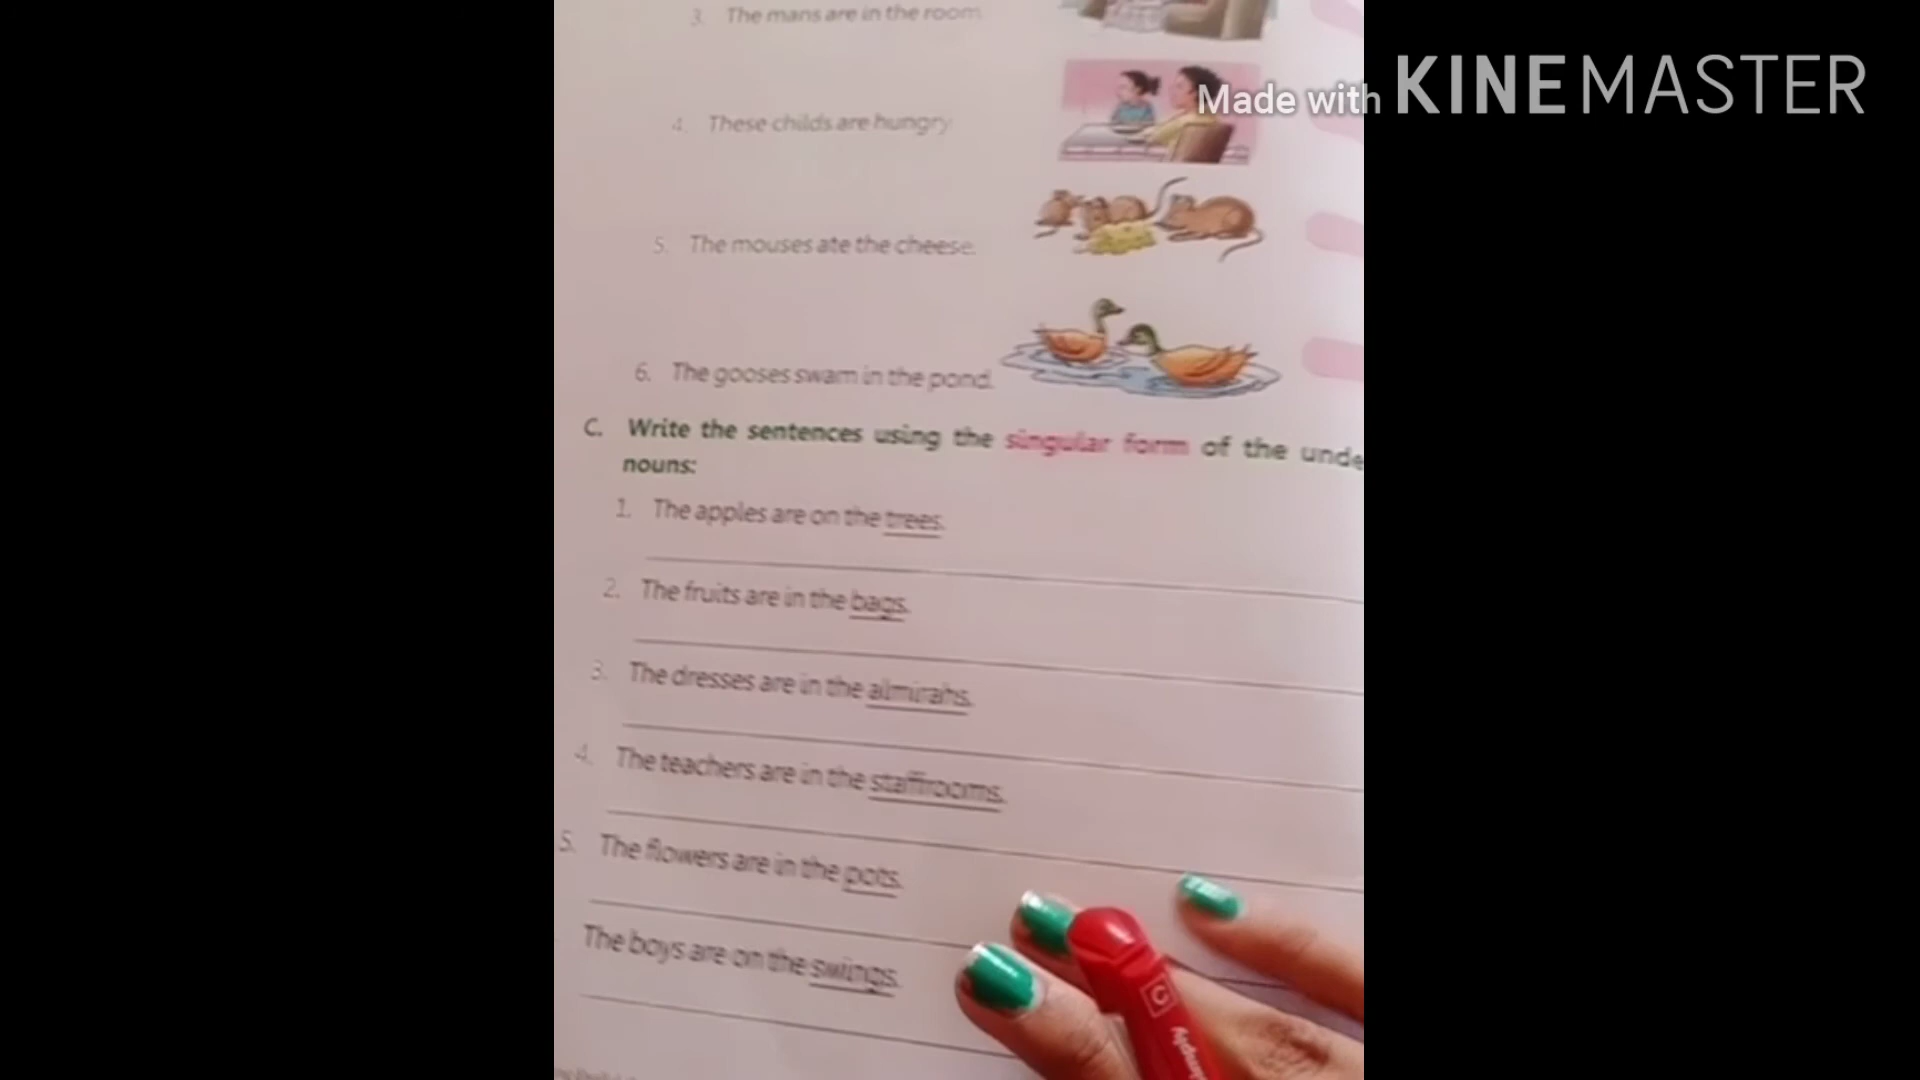 3. The mans are in the room
Made with KINEMASTER
4. These childs are hungry
5. The mouses ate the cheese.
6. The gooses swam in the pond.
C. Write the sentences using the singular form of the unde
nouns:
1. The apples are on the trees.
2. The fruits are in the bags.
3. The dresses are in the almirahs.
4. The teachers are in the staffrooms.
5. The flowers are in the pots.
The boys are on the swings.